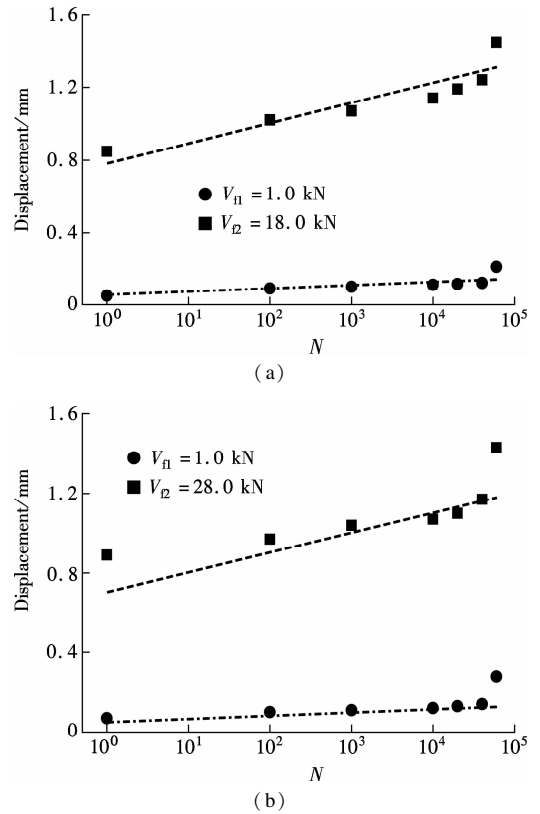 1.6
1.2
0.8
0.4
0
Displacement/mm
V_f1 = 1.0 kN
V_f2 = 18.0 kN
10^0 10^1 10^2 10^3 10^4 10^5
N
(a)
1.6
1.2
0.8
0.4
0
Displacement/mm
V_f1 = 1.0 kN
V_f2 = 28.0 kN
10^0 10^1 10^2 10^3 10^4 10^5
N
(b)